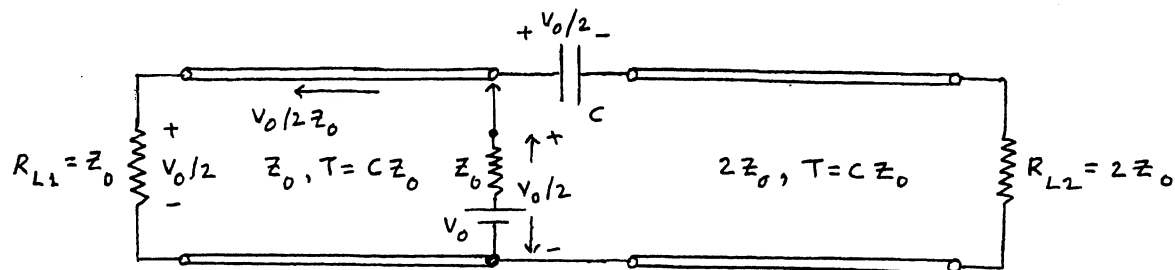 + V₀/2 −
C
V₀/2Z₀
R_L1 = Z₀
+
V₀/2
−
Z₀, T = CZ₀
Z₀
+
V₀/2
−
V₀
2Z₀, T = CZ₀
R_L2 = 2Z₀